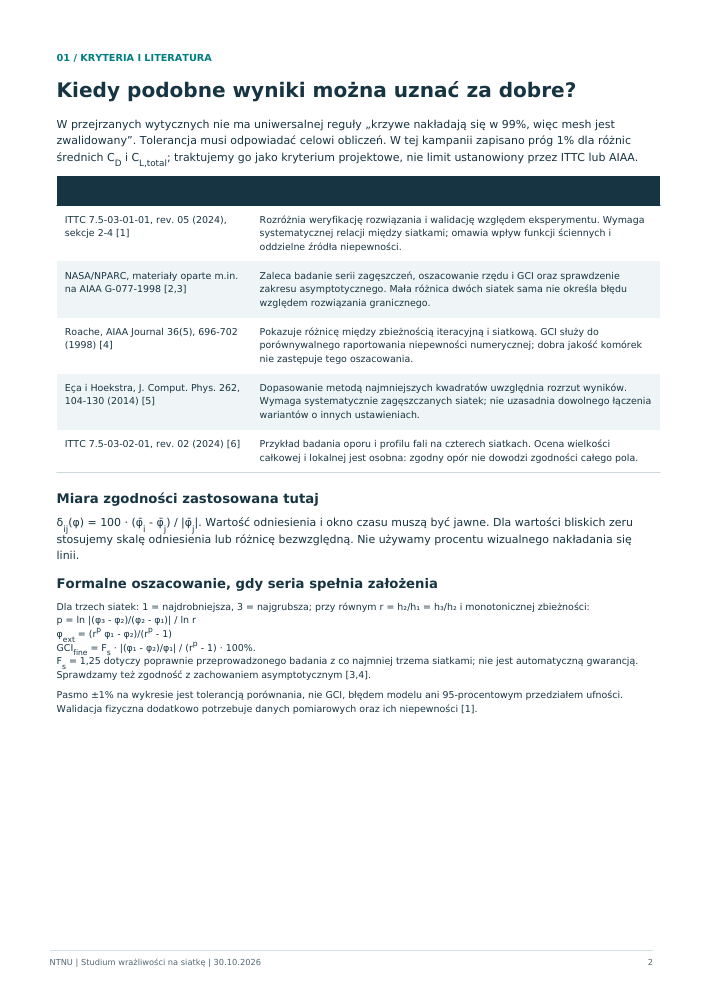 01 / KRYTERIA I LITERATURA
Kiedy podobne wyniki można uznać za dobre?
W przejrzanych wytycznych nie ma uniwersalnej reguły „krzywe nakładają się w 99%, więc mesh jest
zwalidowany”. Tolerancja musi odpowiadać celowi obliczeń. W tej kampanii zapisano próg 1% dla różnic
średnich C_D i C_L,total; traktujemy go jako kryterium projektowe, nie limit ustanowiony przez ITTC lub AIAA.
ITTC 7.5-03-01-01, rev. 05 (2024),
sekcje 2-4 [1]
Rozróżnia weryfikację rozwiązania i walidację względem eksperymentu. Wymaga
systematycznej relacji między siatkami; omawia wpływ funkcji ściennych i
oddzielne źródła niepewności.
NASA/NPARC, materiały oparte m.in.
na AIAA G-077-1998 [2,3]
Zaleca badanie serii zagęszczeń, oszacowanie rzędu i GCI oraz sprawdzenie
zakresu asymptotycznego. Mała różnica dwóch siatek sama nie określa błędu
względem rozwiązania granicznego.
Roache, AIAA Journal 36(5), 696-702
(1998) [4]
Pokazuje różnicę między zbieżnością iteracyjną i siatkową. GCI służy do
porównywalnego raportowania niepewności numerycznej; dobra jakość komórek
nie zastępuje tego oszacowania.
Eça i Hoekstra, J. Comput. Phys. 262,
104-130 (2014) [5]
Dopasowanie metodą najmniejszych kwadratów uwzględnia rozrzut wyników.
Wymaga systematycznie zagęszczanych siatek; nie uzasadnia dowolnego łączenia
wariantów o innych ustawieniach.
ITTC 7.5-03-02-01, rev. 02 (2024) [6]
Przykład badania oporu i profilu fali na czterech siatkach. Ocena wielkości
całkowej i lokalnej jest osobna: zgodny opór nie dowodzi zgodności całego pola.
Miara zgodności zastosowana tutaj
δ_ij(φ) = 100 · (φ̄_i - φ̄_j) / |φ̄_j|. Wartość odniesienia i okno czasu muszą być jawne. Dla wartości bliskich zeru
stosujemy skalę odniesienia lub różnicę bezwzględną. Nie używamy procentu wizualnego nakładania się
linii.
Formalne oszacowanie, gdy seria spełnia założenia
Dla trzech siatek: 1 = najdrobniejsza, 3 = najgrubsza; przy równym r = h₂/h₁ = h₃/h₂ i monotonicznej zbieżności:
p = ln |(φ₃ - φ₂)/(φ₂ - φ₁)| / ln r
φ_ext = (r^p φ₁ - φ₂)/(r^p - 1)
GCI_fine = F_s · |(φ₁ - φ₂)/φ₁| / (r^p - 1) · 100%.
F_s = 1,25 dotyczy poprawnie przeprowadzonego badania z co najmniej trzema siatkami; nie jest automatyczną gwarancją.
Sprawdzamy też zgodność z zachowaniem asymptotycznym [3,4].
Pasmo ±1% na wykresie jest tolerancją porównania, nie GCI, błędem modelu ani 95-procentowym przedziałem ufności.
Walidacja fizyczna dodatkowo potrzebuje danych pomiarowych oraz ich niepewności [1].
NTNU | Studium wrażliwości na siatkę | 30.10.2026
2